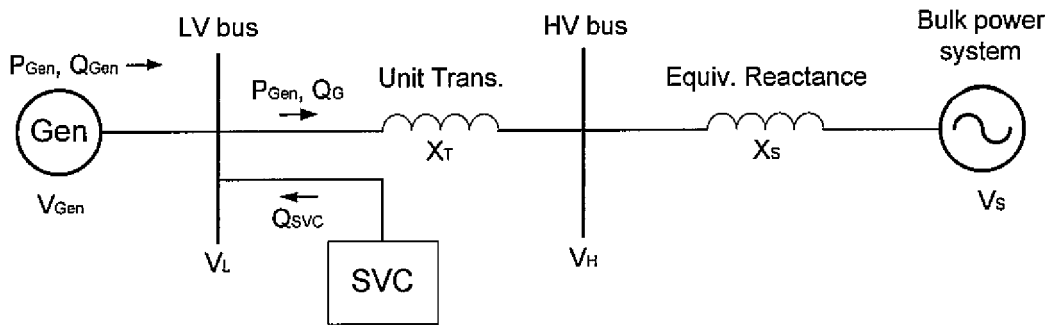 Bulk power
system
LV bus
HV bus
PGen, QGen
PGen, QG
Unit Trans.
Equiv. Reactance
Gen
XT
XS
VGen
QSVC
VS
VL
SVC
VH